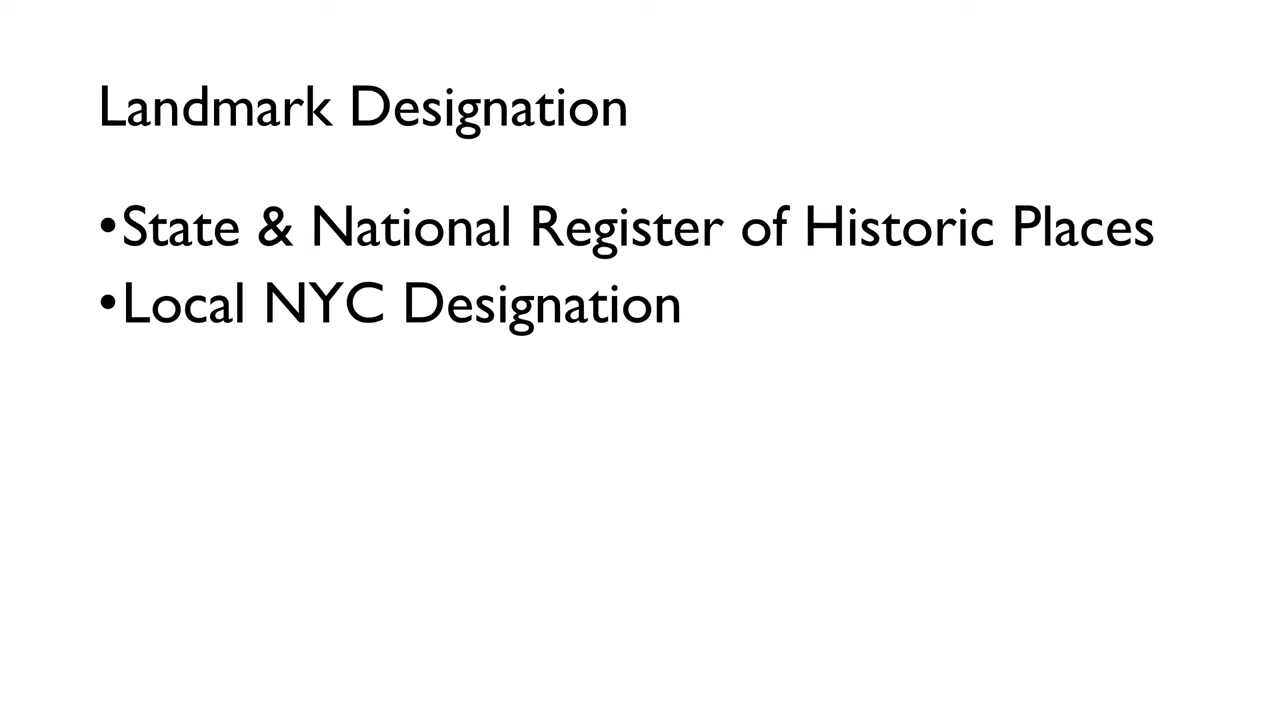 Landmark Designation
•State & National Register of Historic Places
•Local NYC Designation